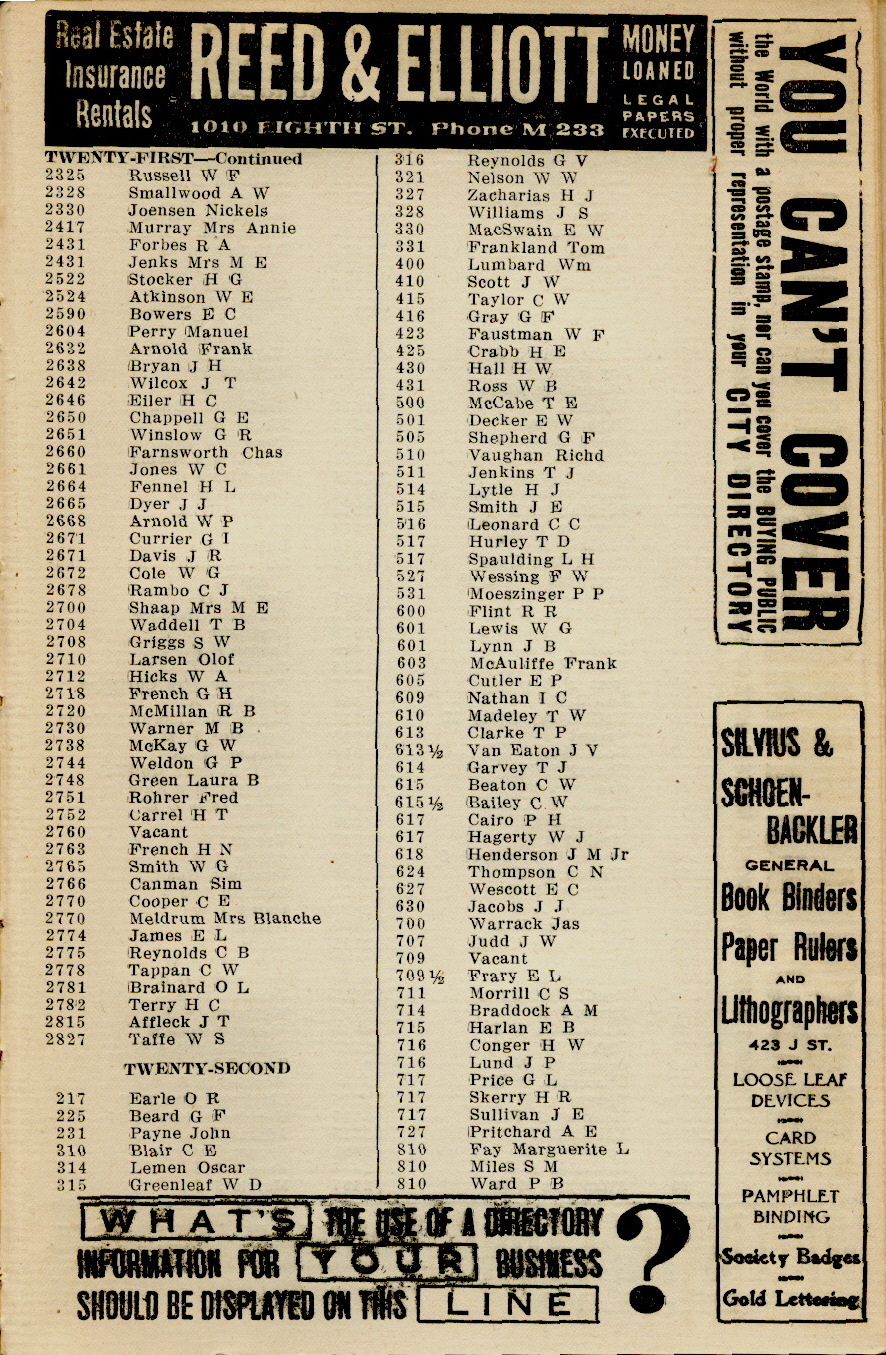 Real Estate
Insurance
Rentals
REED & ELLIOTT
1010 EIGHTH ST. Phone M 233
MONEY
LOANED
LEGAL
PAPERS
EXECUTED
TWENTY-FIRST—Continued
2325 Russell W F
2328 Smallwood A W
2330 Joensen Nickels
2417 Murray Mrs Annie
2431 Forbes R A
2431 Jenks Mrs M E
2522 Stocker H G
2524 Atkinson W E
2590 Bowers E C
2604 Perry Manuel
2632 Arnold Frank
2638 Bryan J H
2642 Wilcox J T
2646 Eiler H C
2650 Chappell G E
2651 Winslow G R
2660 Farnsworth Chas
2661 Jones W C
2664 Fennel H L
2665 Dyer J J
2668 Arnold W P
2671 Currier G I
2671 Davis J R
2672 Cole W G
2678 Rambo C J
2700 Shaap Mrs M E
2704 Waddell T B
2708 Griggs S W
2710 Larsen Olof
2712 Hicks W A
2718 French G H
2720 McMillan R B
2730 Warner M B
2738 McKay G W
2744 Weldon G P
2748 Green Laura B
2751 Rohrer Fred
2752 Carrel H T
2760 Vacant
2763 French H N
2765 Smith W G
2766 Canman Sim
2770 Cooper C E
2770 Meldrum Mrs Blanche
2774 James E L
2775 Reynolds C B
2778 Tappan C W
2781 Brainard O L
2782 Terry H C
2815 Affleck J T
2827 Taffe W S
TWENTY-SECOND
217 Earle O R
225 Beard G F
231 Payne John
310 Blair C E
314 Lemen Oscar
315 Greenleaf W D
316 Reynolds G V
321 Nelson W W
327 Zacharias H J
328 Williams J S
330 MacSwain E W
331 Frankland Tom
400 Lumbard Wm
410 Scott J W
415 Taylor C W
416 Gray G F
423 Faustman W F
425 Crabb H E
430 Hall H W
431 Ross W B
500 McCabe T E
501 Decker E W
505 Shepherd G F
510 Vaughan Richd
511 Jenkins T J
514 Lytle H J
515 Smith J E
516 Leonard C C
517 Hurley T D
517 Spaulding L H
527 Wessing F W
531 Moeszinger P P
600 Flint R R
601 Lewis W G
601 Lynn J B
603 McAuliffe Frank
605 Cutler E P
609 Nathan I C
610 Madeley T W
613 Clarke T P
613½ Van Eaton J V
614 Garvey T J
615 Beaton C W
615½ Bailey C W
617 Cairo P H
617 Hagerty W J
618 Henderson J M Jr
624 Thompson C N
627 Wescott E C
630 Jacobs J J
700 Warrack Jas
707 Judd J W
709 Vacant
709½ Frary E L
711 Morrill C S
714 Braddock A M
715 Harlan E B
716 Conger H W
716 Lund J P
717 Price G L
717 Skerry H R
717 Sullivan J E
727 Pritchard A E
810 Fay Marguerite L
810 Miles S M
810 Ward P B
YOU CAN'T COVER
the World with a postage stamp, nor can you cover the BUYING PUBLIC
without proper representation in your CITY DIRECTORY
SILVIUS &
SCHOEN-
BACKLER
GENERAL
Book Binders
Paper Rulers
AND
Lithographers
423 J ST.
LOOSE LEAF
DEVICES
CARD
SYSTEMS
PAMPHLET
BINDING
Society Badges
Gold Lettering
WHAT'S THE USE OF A DIRECTORY
INFORMATION FOR YOUR BUSINESS
SHOULD BE DISPLAYED ON THIS LINE
?